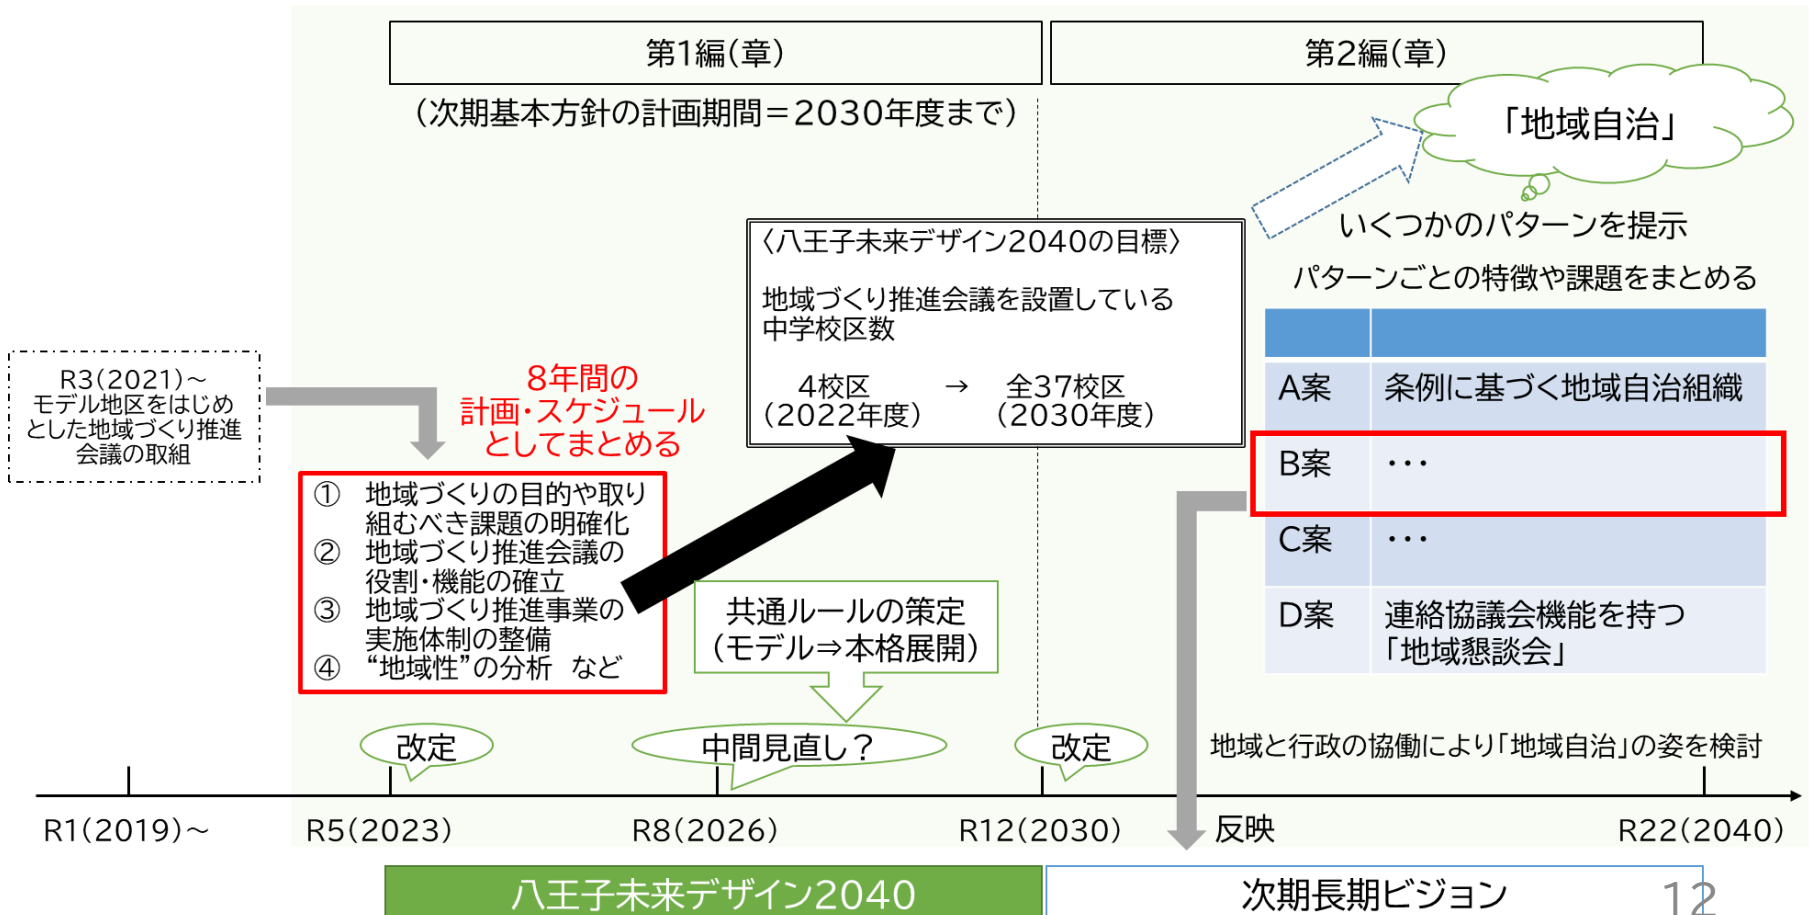 第1編（章）
第2編（章）
（次期基本方針の計画期間＝2030年度まで）
「地域自治」
いくつかのパターンを提示
パターンごとの特徴や課題をまとめる
〈八王子未来デザイン2040の目標〉
地域づくり推進会議を設置している
中学校区数
4校区 → 全37校区
（2022年度） （2030年度）
R3（2021）～
モデル地区をはじめ
とした地域づくり推進
会議の取組
8年間の
計画・スケジュール
としてまとめる
① 地域づくりの目的や取り
組むべき課題の明確化
② 地域づくり推進会議の
役割・機能の確立
③ 地域づくり推進事業の
実施体制の整備
④ “地域性”の分析 など
A案 条例に基づく地域自治組織
B案 ・・・
C案 ・・・
D案 連絡協議会機能を持つ
「地域懇談会」
共通ルールの策定
（モデル⇒本格展開）
改定
中間見直し？
改定
地域と行政の協働により「地域自治」の姿を検討
R1（2019）～
R5（2023）
R8（2026）
R12（2030）
反映
R22（2040）
八王子未来デザイン2040
次期長期ビジョン
12